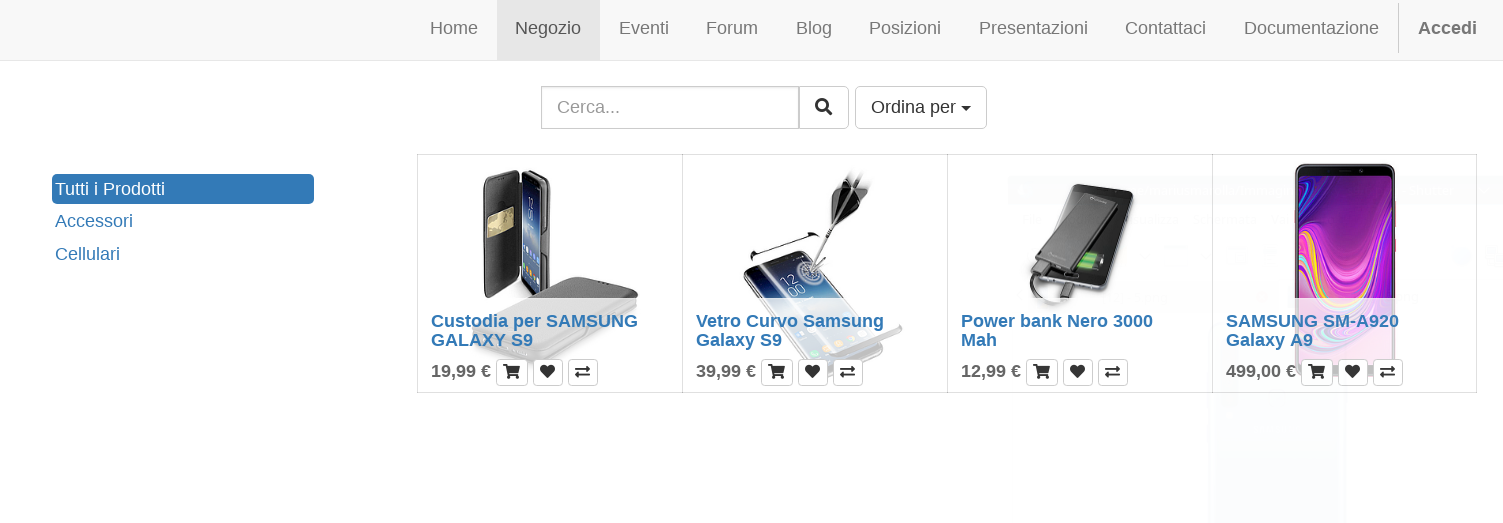 Home Negozio Eventi Forum Blog Posizioni Presentazioni Contattaci Documentazione Accedi
Cerca... Ordina per
Tutti i Prodotti
Accessori
Cellulari
Custodia per SAMSUNG
GALAXY S9
19,99 €
Vetro Curvo Samsung
Galaxy S9
39,99 €
Power bank Nero 3000
Mah
12,99 €
SAMSUNG SM-A920
Galaxy A9
499,00 €